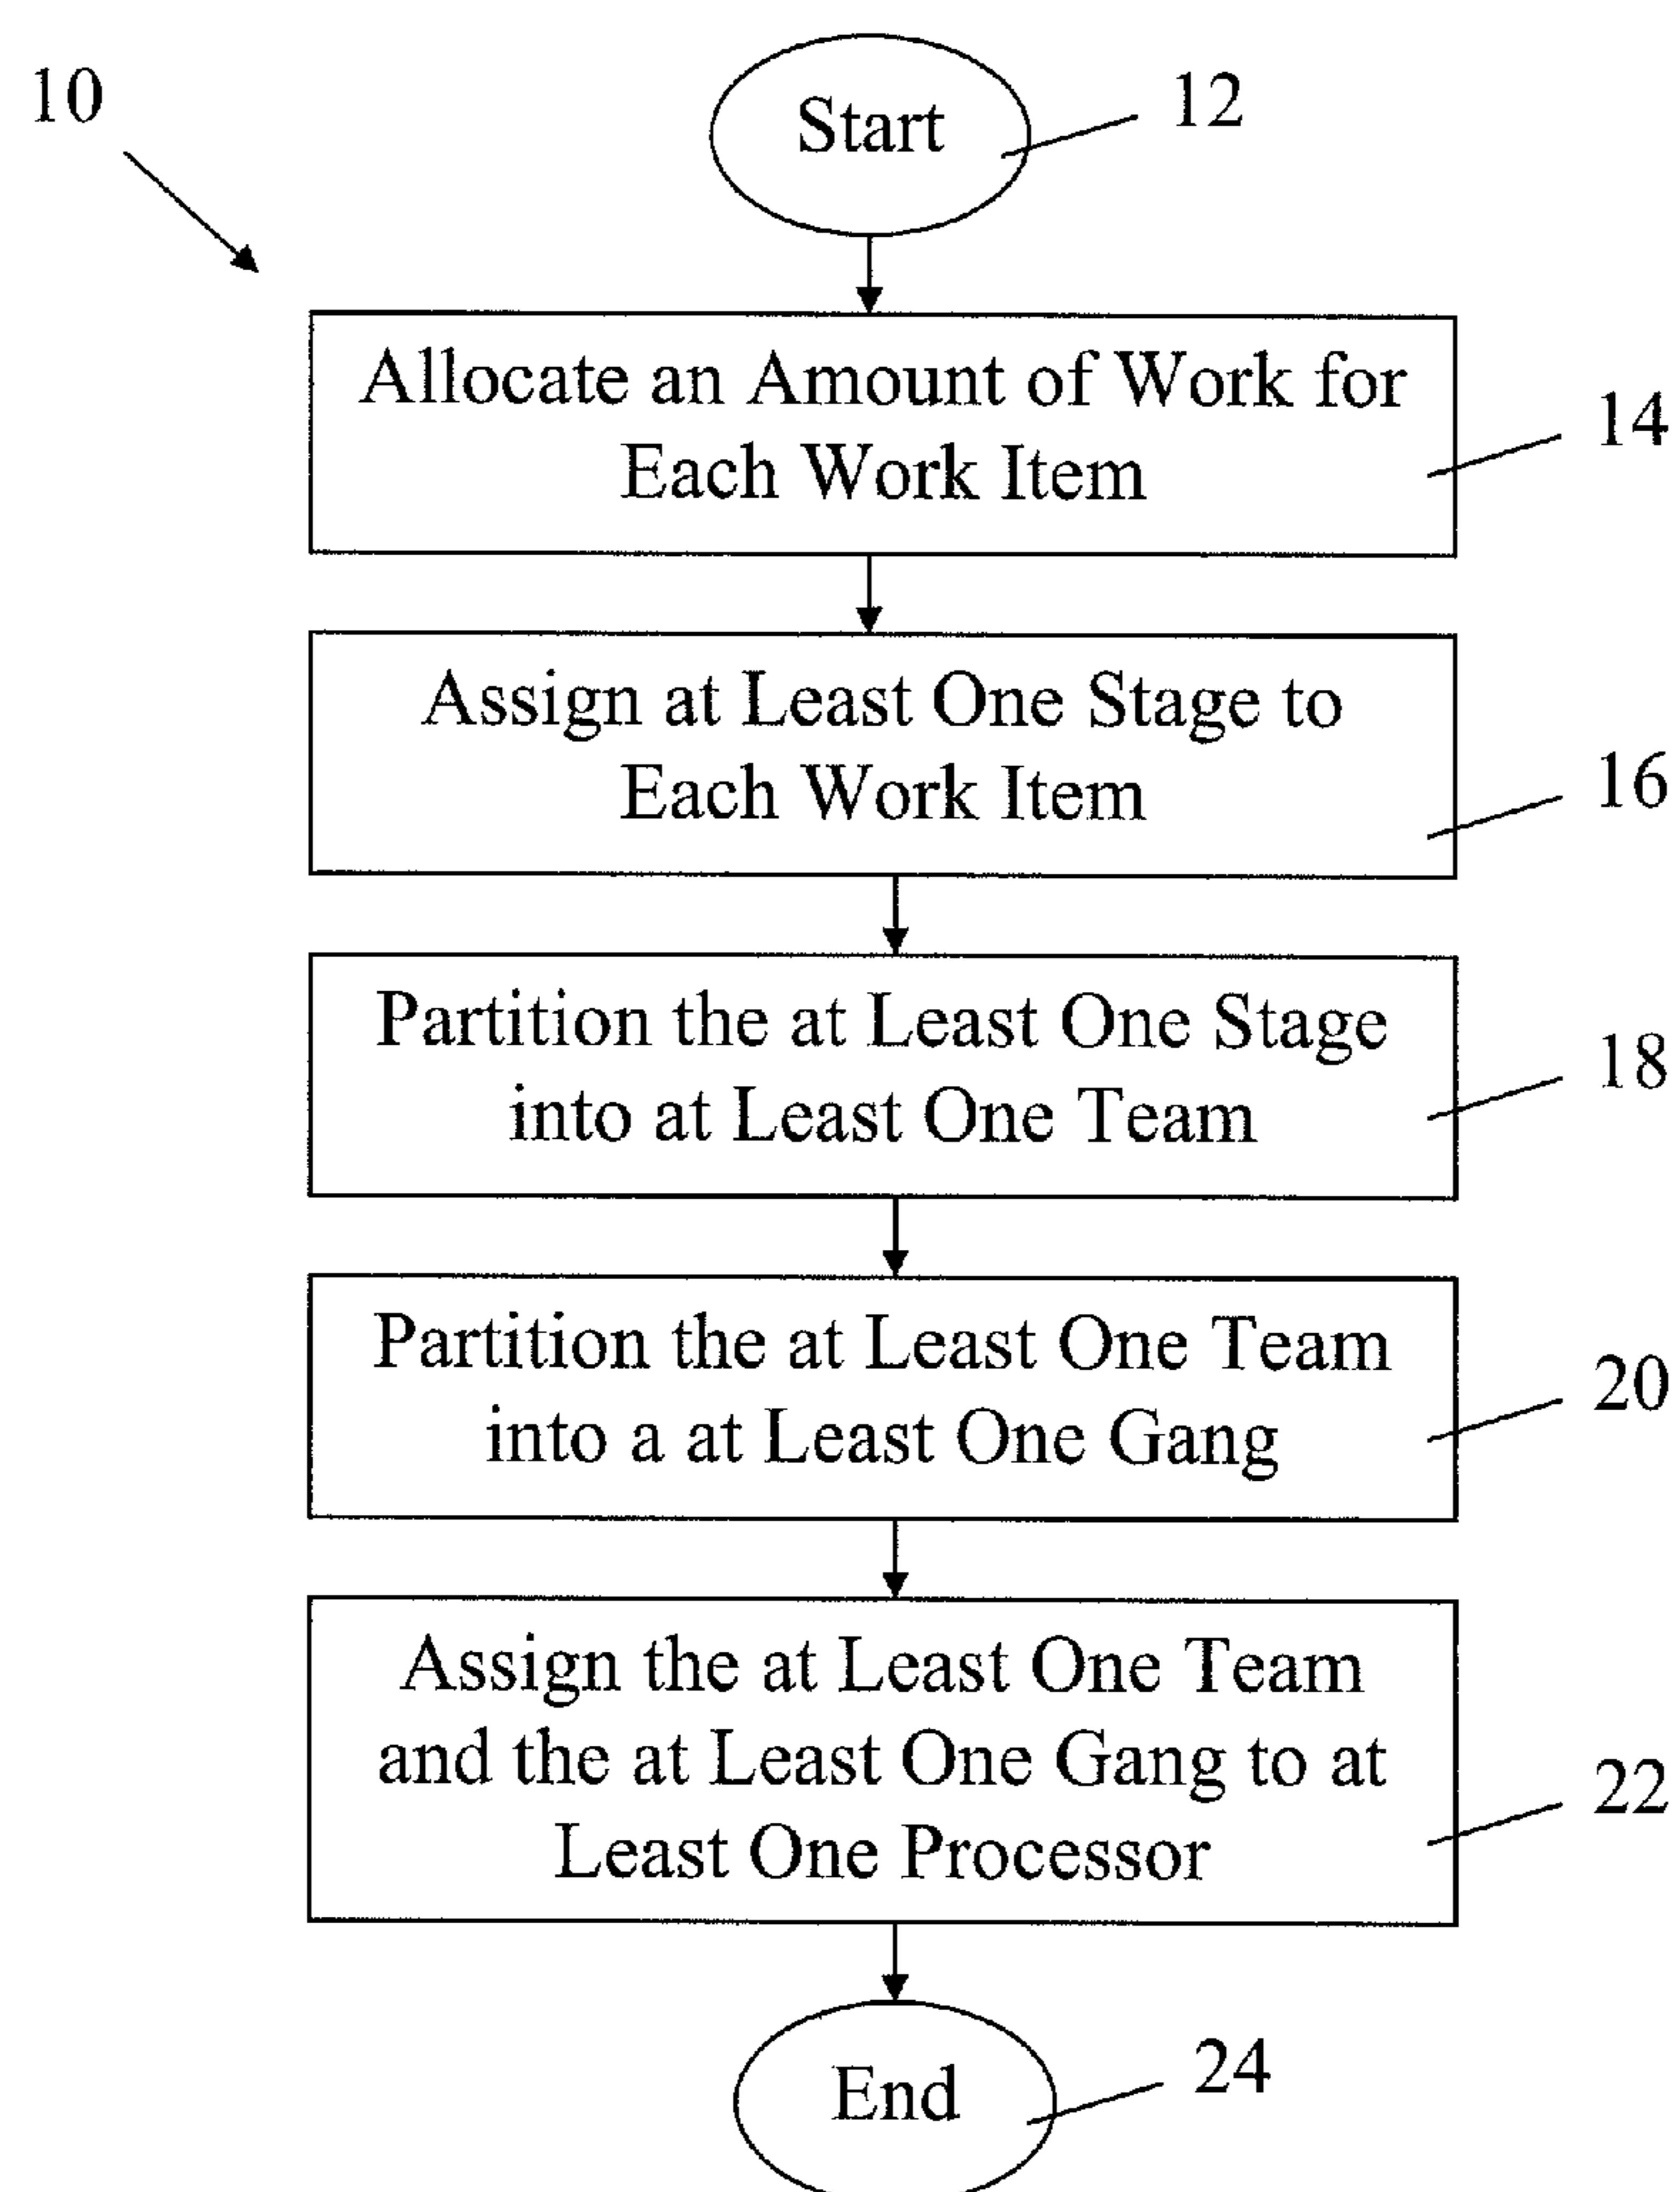 10
Start
12
Allocate an Amount of Work for
Each Work Item
14
Assign at Least One Stage to
Each Work Item
16
Partition the at Least One Stage
into at Least One Team
18
Partition the at Least One Team
into a at Least One Gang
20
Assign the at Least One Team
and the at Least One Gang to at
Least One Processor
22
End
24